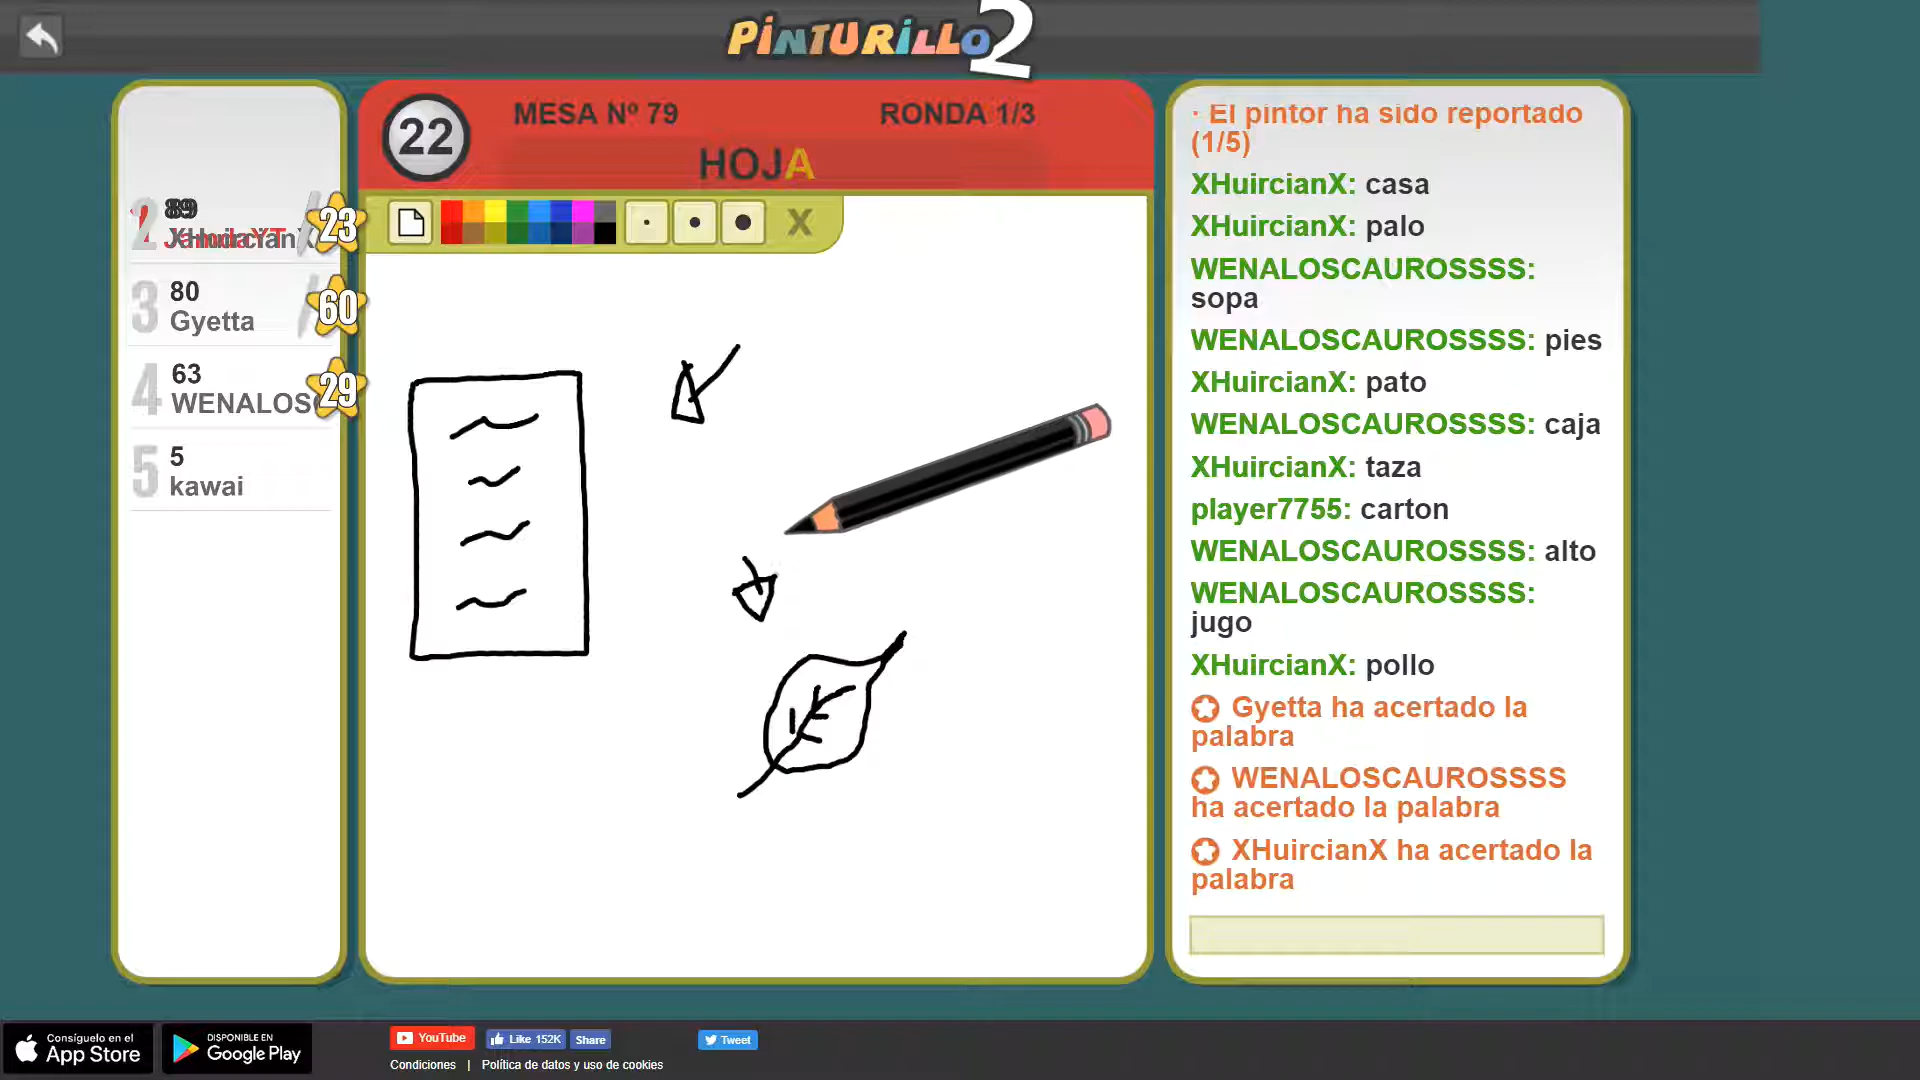 PINTURILLO 2
MESA Nº 79
RONDA 1/3
22
HOJA
2
89
23
3
80
Gyetta
60
4
63
WENALOS
29
5
5
kawai
X
· El pintor ha sido reportado
(1/5)
XHuircianX: casa
XHuircianX: palo
WENALOSCAUROSSSS:
sopa
WENALOSCAUROSSSS: pies
XHuircianX: pato
WENALOSCAUROSSSS: caja
XHuircianX: taza
player7755: carton
WENALOSCAUROSSSS: alto
WENALOSCAUROSSSS:
jugo
XHuircianX: pollo
Gyetta ha acertado la
palabra
WENALOSCAUROSSSS
ha acertado la palabra
XHuircianX ha acertado la
palabra
Consíguelo en el
App Store
DISPONIBLE EN
Google Play
YouTube
Like 152K
Share
Tweet
Condiciones | Política de datos y uso de cookies